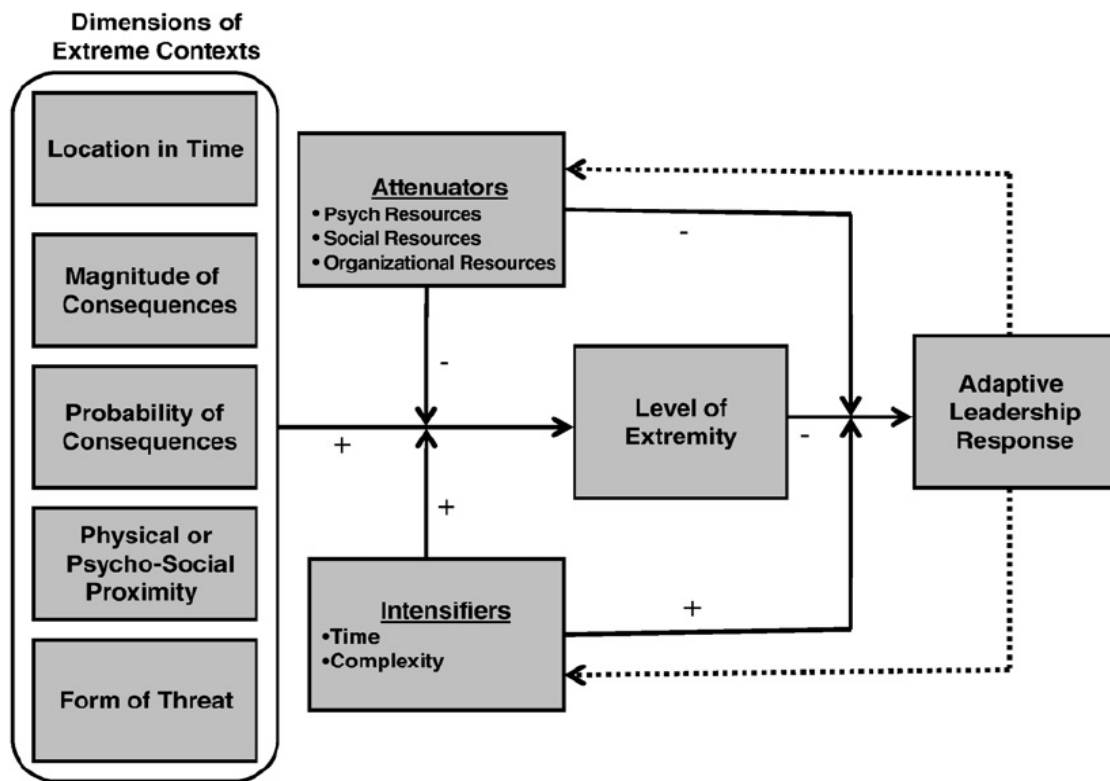 Dimensions of
Extreme Contexts
Location in Time
Magnitude of
Consequences
Probability of
Consequences
Physical or
Psycho-Social
Proximity
Form of Threat
Attenuators
• Psych Resources
• Social Resources
• Organizational Resources
-
-
+
+
Intensifiers
•Time
•Complexity
+
Level of
Extremity
-
Adaptive
Leadership
Response